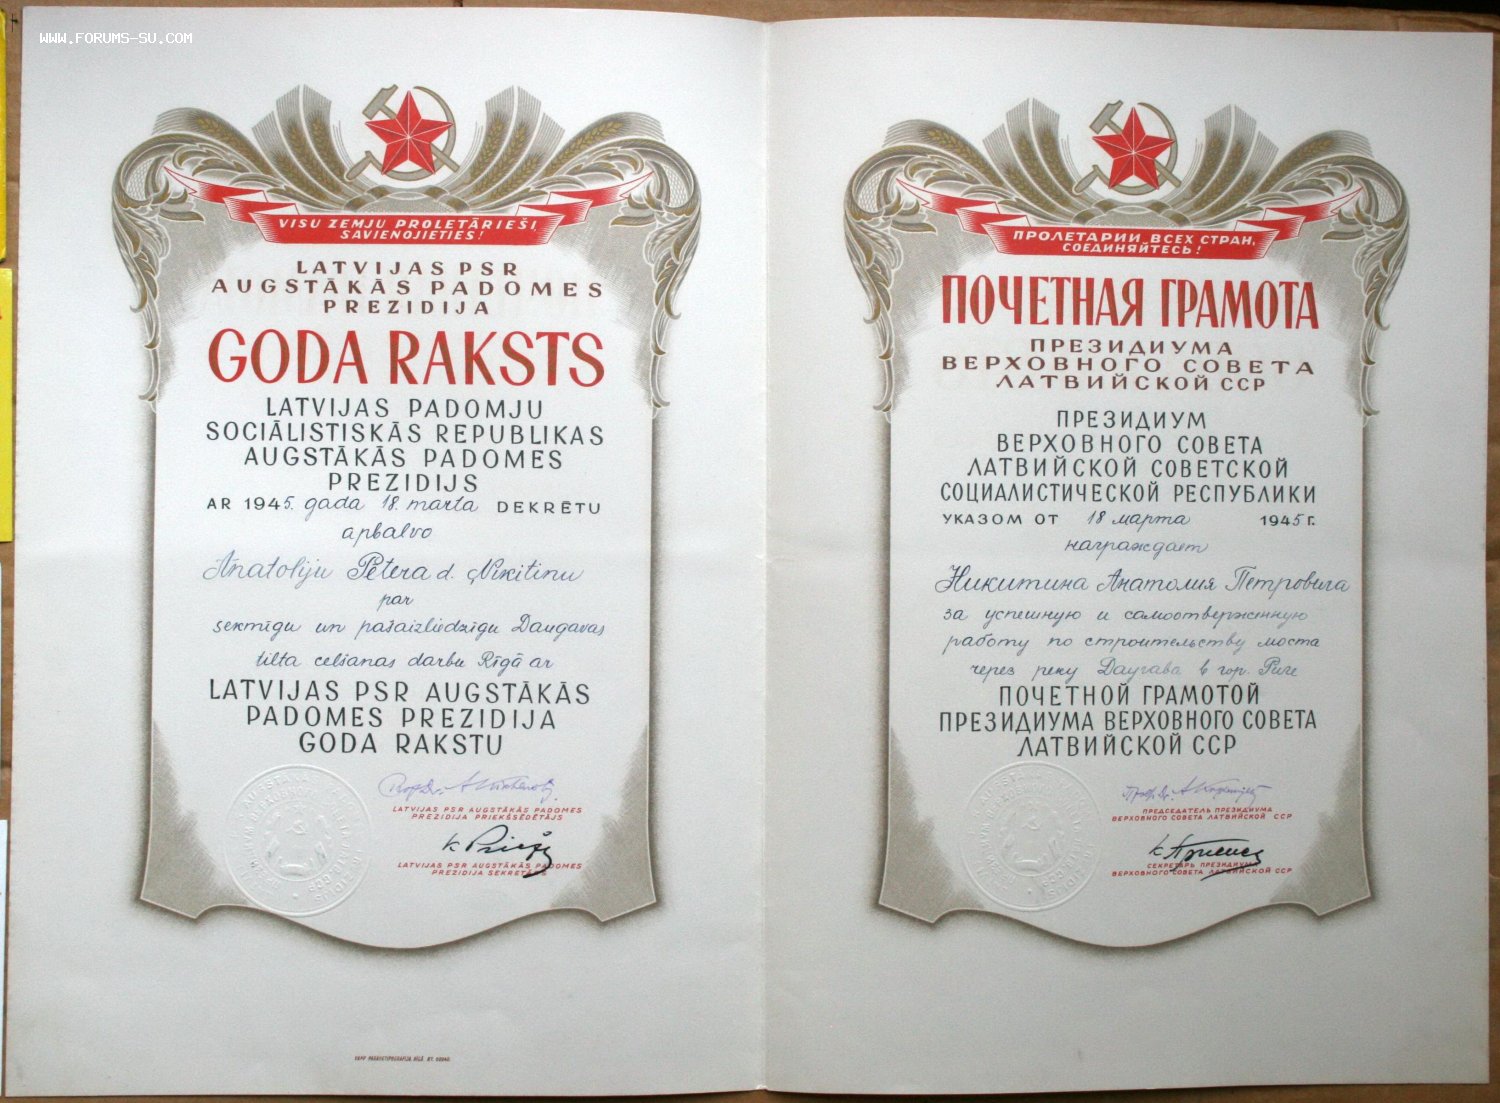 WWW.FORUMS-SU.COM
VISU ZEMJU PROLETĀRIEŠI,
SAVIENOJIETIES!
LATVIJAS PSR
AUGSTĀKĀS PADOMES
PREZIDIJA
GODA RAKSTS
LATVIJAS PADOMJU
SOCIĀLISTISKĀS REPUBLIKAS
AUGSTĀKĀS PADOMES
PREZIDIJS
AR 1945. gada 18. marta DEKRĒTU
apbalvo
Anatoliju Pētera d. Ņikitinu
par
sekmīgu un pašaizliedzīgu Daugavas
tilta celšanas darbu Rīgā ar
LATVIJAS PSR AUGSTĀKĀS
PADOMES PREZIDIJA
GODA RAKSTU
Prof. Dr. A.
LATVIJAS PSR AUGSTĀKĀS PADOMES
PREZIDIJA PRIEKŠSĒDĒTĀJS
LATVIJAS PSR AUGSTĀKĀS PADOMES
PREZIDIJA SEKRETĀRS
ПРОЛЕТАРИИ ВСЕХ СТРАН,
СОЕДИНЯЙТЕСЬ!
ПОЧЕТНАЯ ГРАМОТА
ПРЕЗИДИУМА
ВЕРХОВНОГО СОВЕТА
ЛАТВИЙСКОЙ ССР
ПРЕЗИДИУМ
ВЕРХОВНОГО СОВЕТА
ЛАТВИЙСКОЙ СОВЕТСКОЙ
СОЦИАЛИСТИЧЕСКОЙ РЕСПУБЛИКИ
УКАЗОМ ОТ 18 марта 1945 г.
награждает
Никитина Анатолия Петровича
за успешную и самоотверженную
работу по строительству моста
через реку Даугава в гор. Риге
ПОЧЕТНОЙ ГРАМОТОЙ
ПРЕЗИДИУМА ВЕРХОВНОГО СОВЕТА
ЛАТВИЙСКОЙ ССР
Проф. Dr. А.
ПРЕДСЕДАТЕЛЬ ПРЕЗИДИУМА
ВЕРХОВНОГО СОВЕТА ЛАТВИЙСКОЙ ССР
СЕКРЕТАРЬ ПРЕЗИДИУМА
ВЕРХОВНОГО СОВЕТА ЛАТВИЙСКОЙ ССР